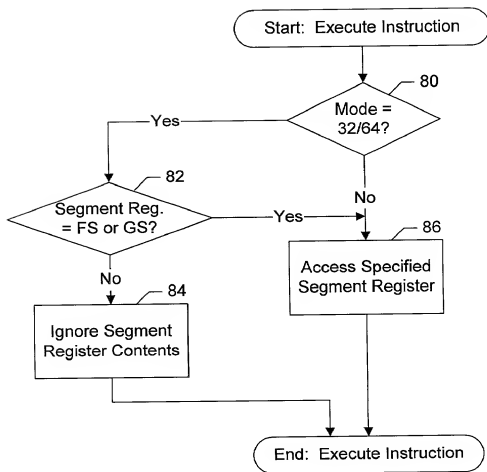 Start: Execute Instruction
80
Mode =
32/64?
Yes
82
No
Segment Reg.
= FS or GS?
Yes
86
No
84
Access Specified
Segment Register
Ignore Segment
Register Contents
End: Execute Instruction